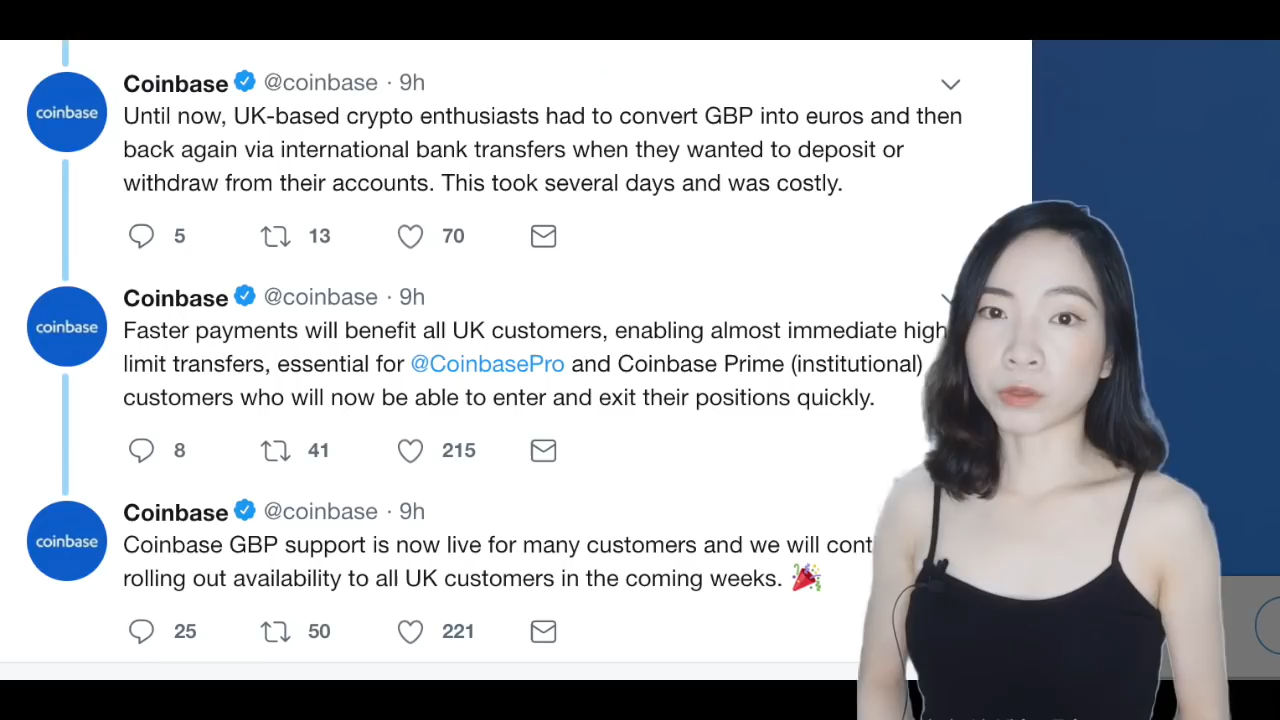 Coinbase @coinbase · 9h
Until now, UK-based crypto enthusiasts had to convert GBP into euros and then
back again via international bank transfers when they wanted to deposit or
withdraw from their accounts. This took several days and was costly.
5 13 70
coinbase
Coinbase @coinbase · 9h
Faster payments will benefit all UK customers, enabling almost immediate high
limit transfers, essential for @CoinbasePro and Coinbase Prime (institutional)
customers who will now be able to enter and exit their positions quickly.
8 41 215
coinbase
Coinbase @coinbase · 9h
Coinbase GBP support is now live for many customers and we will cont
rolling out availability to all UK customers in the coming weeks. 🎉
25 50 221
coinbase